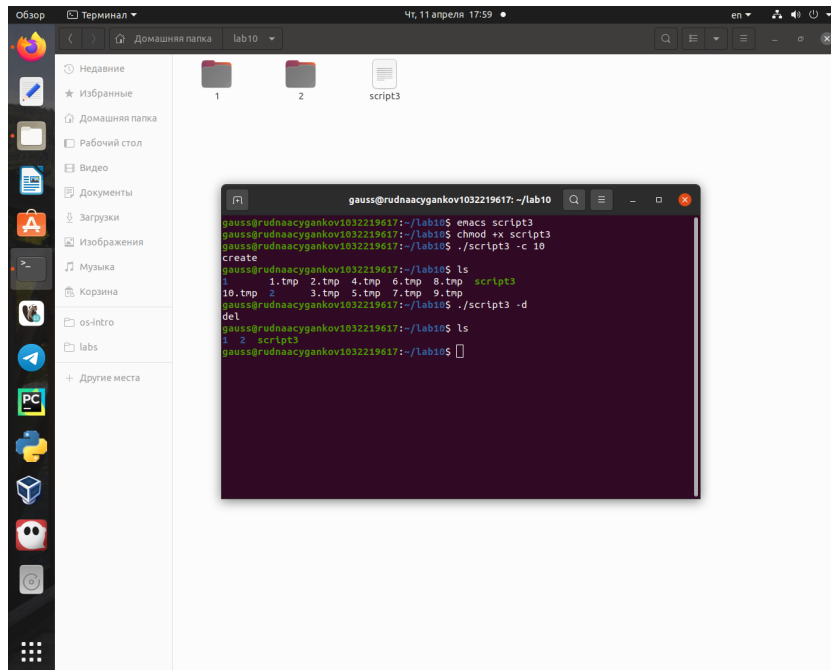 Обзор Терминал Чт, 11 апреля 17:59 en
Домашняя папка lab10
Недавние
Избранные
Домашняя папка
Рабочий стол
Видео
Документы
Загрузки
Изображения
Музыка
Корзина
os-intro
labs
+ Другие места
1 2 script3
gauss@rudnaacygankov1032219617: ~/lab10
gauss@rudnaacygankov1032219617:~/lab10$ emacs script3
gauss@rudnaacygankov1032219617:~/lab10$ chmod +x script3
gauss@rudnaacygankov1032219617:~/lab10$ ./script3 -c 10
create
gauss@rudnaacygankov1032219617:~/lab10$ ls
1 1.tmp 2.tmp 4.tmp 6.tmp 8.tmp script3
10.tmp 2 3.tmp 5.tmp 7.tmp 9.tmp
gauss@rudnaacygankov1032219617:~/lab10$ ./script3 -d
del
gauss@rudnaacygankov1032219617:~/lab10$ ls
1 2 script3
gauss@rudnaacygankov1032219617:~/lab10$
PC